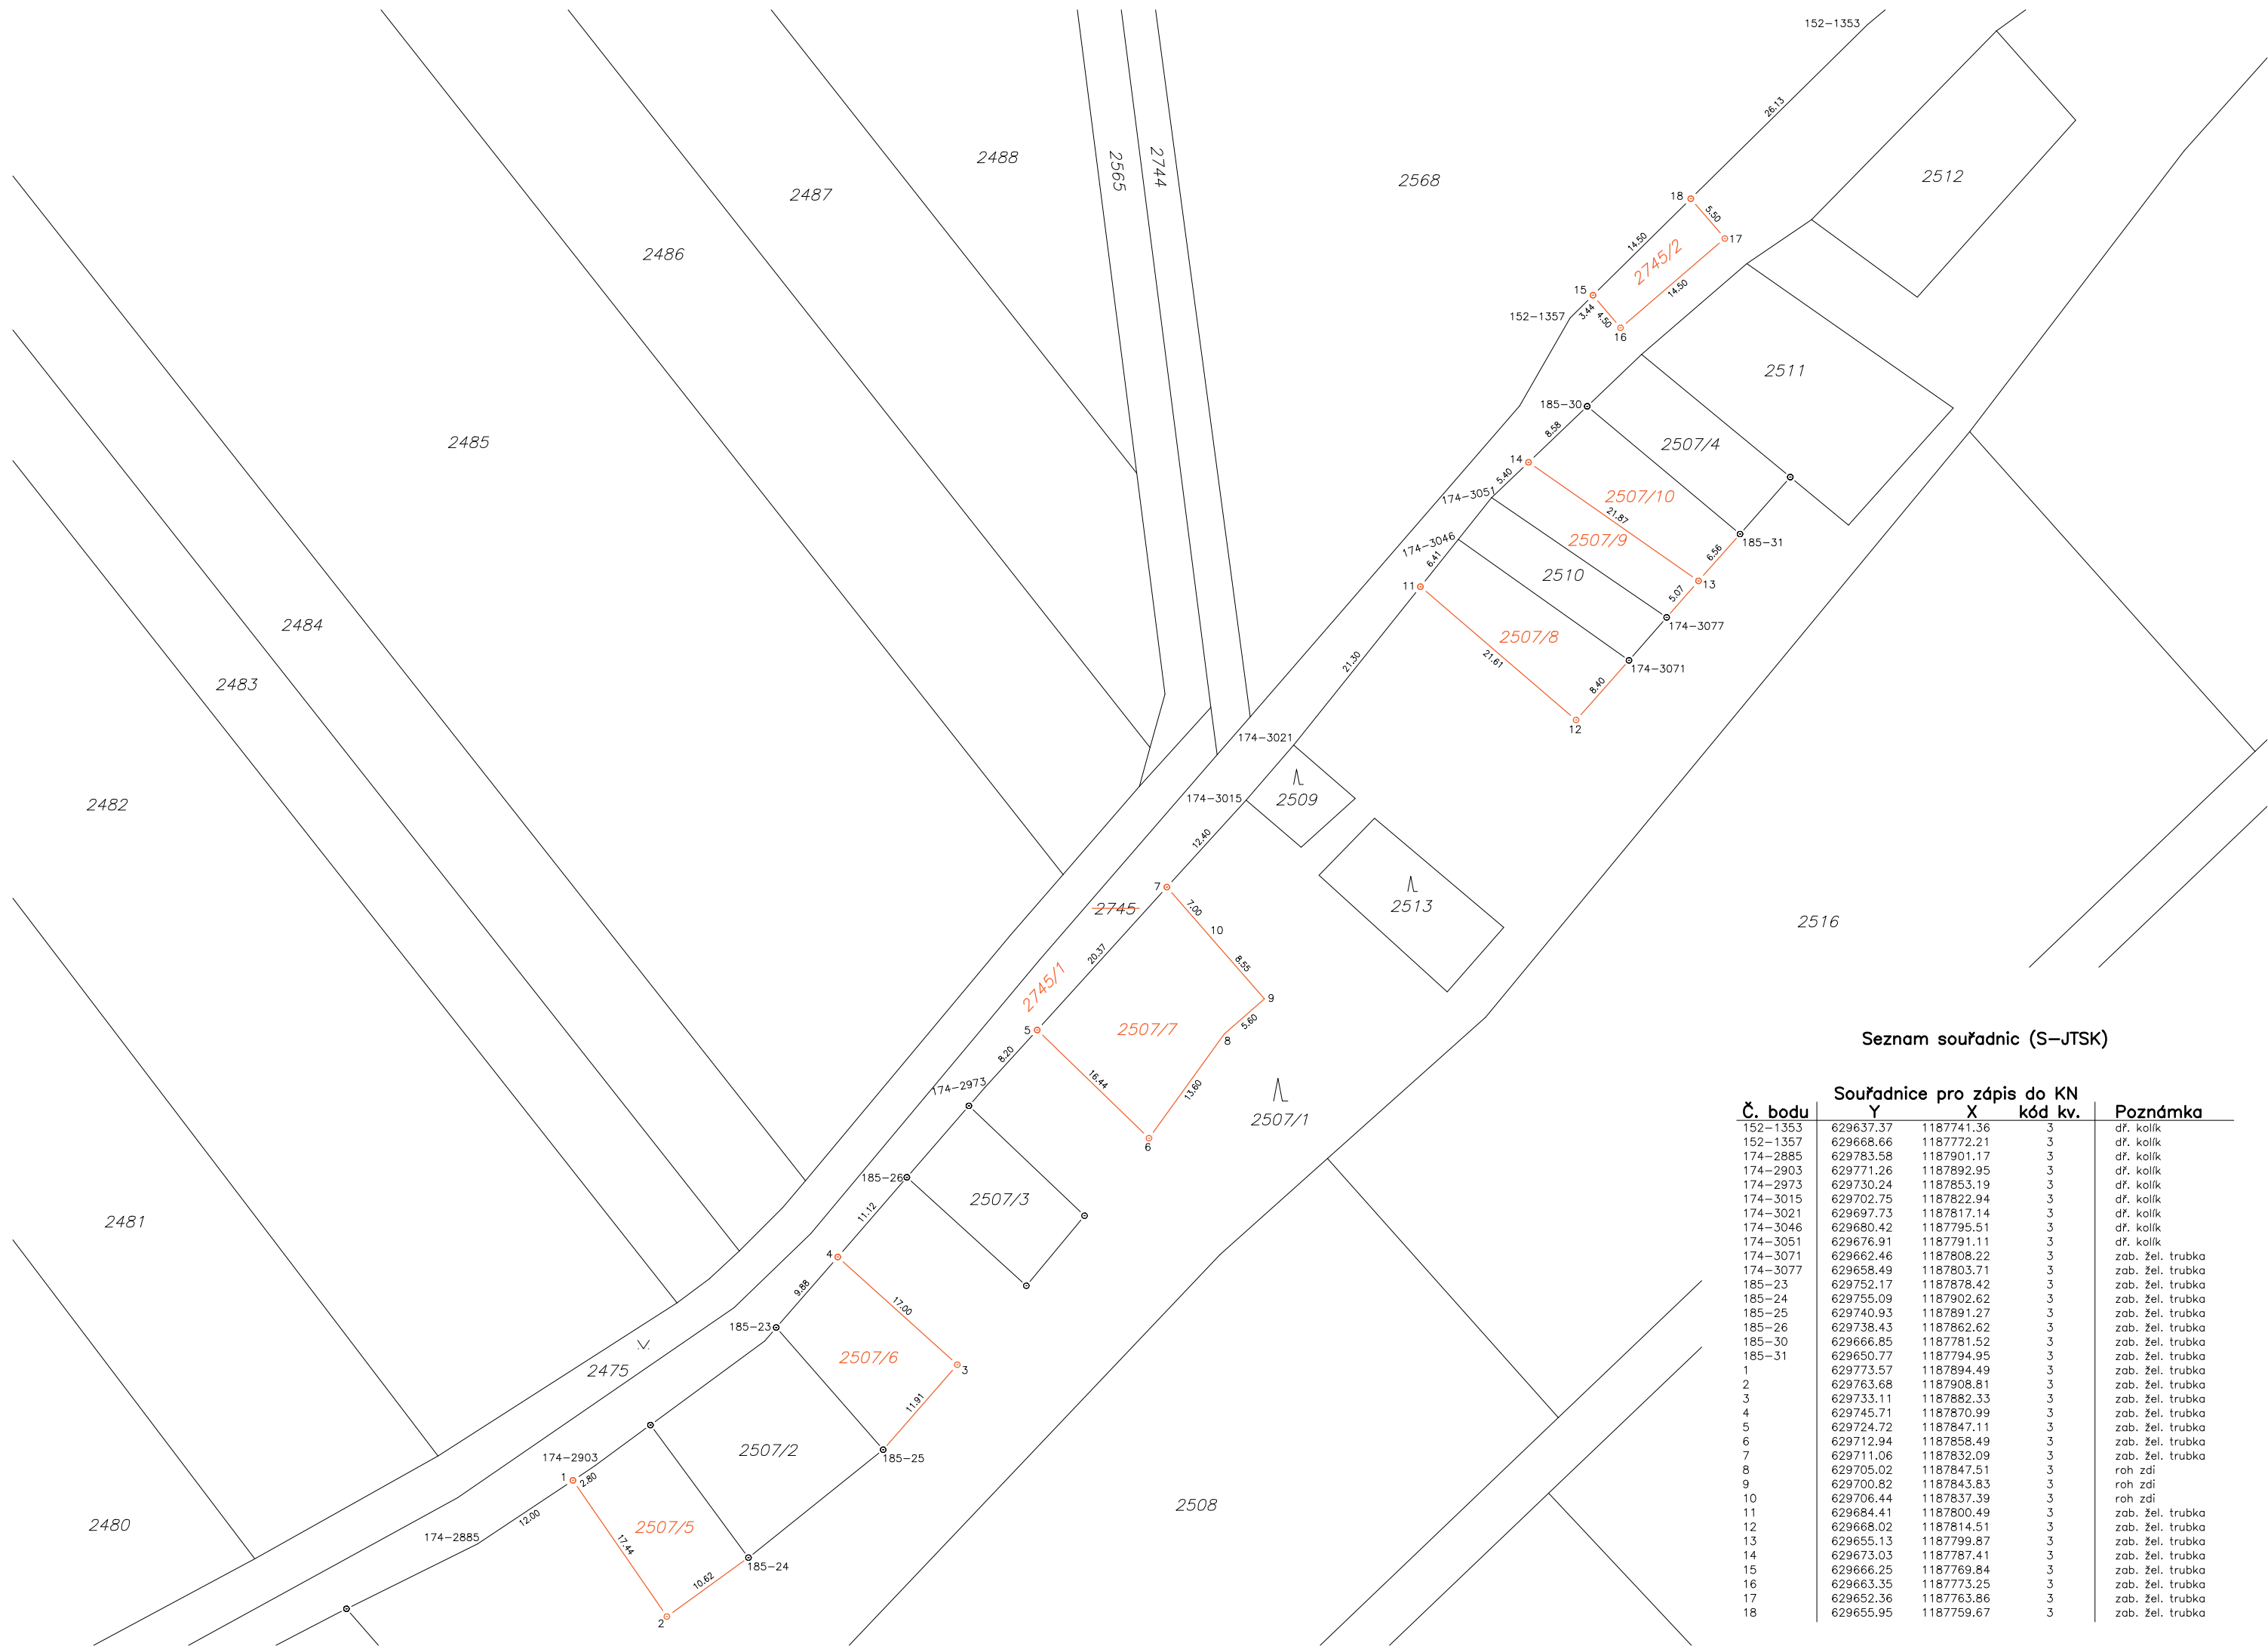 152-1353
26.13
2488
2565
2744
2568
2512
2487
18
5.50
17
14.50
2745/2
2486
15
14.50
152-1357
3.44
4.50
16
2511
185-30
8.58
2507/4
2485
14
5.40
174-3051
2507/10
21.87
2507/9
185-31
6.56
174-3046
6.41
2510
13
5.07
11
174-3077
2484
2507/8
21.30
21.61
174-3071
8.40
2483
12
174-3021
2482
2509
174-3015
12.40
7
2745
7.00
2513
10
2516
20.37
8.55
2745/1
9
5
2507/7
5.60
8
8.20
16.44
13.60
174-2973
2507/1
6
185-26
2507/3
11.12
2481
4
9.88
17.00
185-23
2507/6
3
2475
11.91
2507/2
185-25
174-2903
1
2.80
2508
12.00
2480
174-2885
2507/5
17.44
185-24
10.62
2
Seznam souřadnic (S-JTSK)
Souřadnice pro zápis do KN
Č. bodu Y X kód kv. Poznámka
152-1353 629637.37 1187741.36 3 dř. kolík
152-1357 629668.66 1187772.21 3 dř. kolík
174-2885 629783.58 1187901.17 3 dř. kolík
174-2903 629771.26 1187892.95 3 dř. kolík
174-2973 629730.24 1187853.19 3 dř. kolík
174-3015 629702.75 1187822.94 3 dř. kolík
174-3021 629697.73 1187817.14 3 dř. kolík
174-3046 629680.42 1187795.51 3 dř. kolík
174-3051 629676.91 1187791.11 3 dř. kolík
174-3071 629662.46 1187808.22 3 zab. žel. trubka
174-3077 629658.49 1187803.71 3 zab. žel. trubka
185-23 629752.17 1187878.42 3 zab. žel. trubka
185-24 629755.09 1187902.62 3 zab. žel. trubka
185-25 629740.93 1187891.27 3 zab. žel. trubka
185-26 629738.43 1187862.62 3 zab. žel. trubka
185-30 629666.85 1187781.52 3 zab. žel. trubka
185-31 629650.77 1187794.95 3 zab. žel. trubka
1 629773.57 1187894.49 3 zab. žel. trubka
2 629763.68 1187908.81 3 zab. žel. trubka
3 629733.11 1187882.33 3 zab. žel. trubka
4 629745.71 1187870.99 3 zab. žel. trubka
5 629724.72 1187847.11 3 zab. žel. trubka
6 629712.94 1187858.49 3 zab. žel. trubka
7 629711.06 1187832.09 3 zab. žel. trubka
8 629705.02 1187847.51 3 roh zdi
9 629700.82 1187843.83 3 roh zdi
10 629706.44 1187837.39 3 roh zdi
11 629684.41 1187800.49 3 zab. žel. trubka
12 629668.02 1187814.51 3 zab. žel. trubka
13 629655.13 1187799.87 3 zab. žel. trubka
14 629673.03 1187787.41 3 zab. žel. trubka
15 629666.25 1187769.84 3 zab. žel. trubka
16 629663.35 1187773.25 3 zab. žel. trubka
17 629652.36 1187763.86 3 zab. žel. trubka
18 629655.95 1187759.67 3 zab. žel. trubka